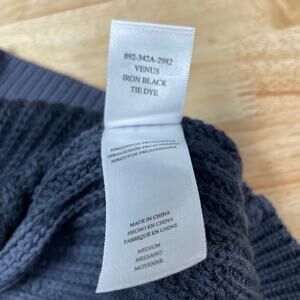 892-342A-2982
VENUS
IRON BLACK
TIE DYE
MADE IN CHINA
HECHO EN CHINA
FABRIQUÉ EN CHINE
MEDIUM
MEDIANO
MOYENNE